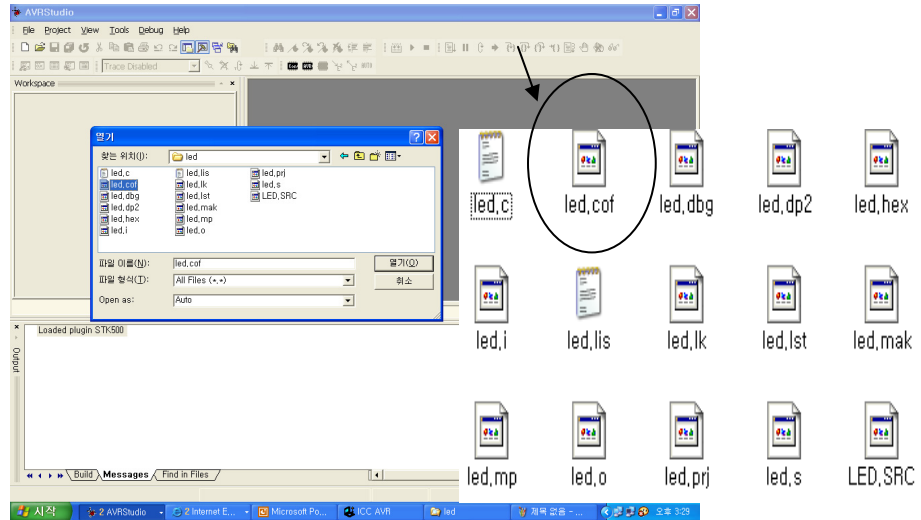 AVRStudio
File Project View Tools Debug Help
Trace Disabled
Workspace
열기
찾는 위치(I): led
led,c led,lis led,prj
led,cof led,lk led,s
led,dbg led,lst LED,SRC
led,dp2 led,mak
led,hex led,mp
led,i led,o
파일 이름(N): led,cof 열기(O)
파일 형식(T): All Files (*,*) 취소
Open as: Auto
led,c led,cof led,dbg led,dp2 led,hex
led,i led,lis led,lk led,lst led,mak
led,mp led,o led,prj led,s LED,SRC
Loaded plugin STK500
Output
Build Messages Find in Files
시작 2 AVRStudio 2 Internet E... Microsoft Po... ICC AVR led 제목 없음 - ... 오후 3:29